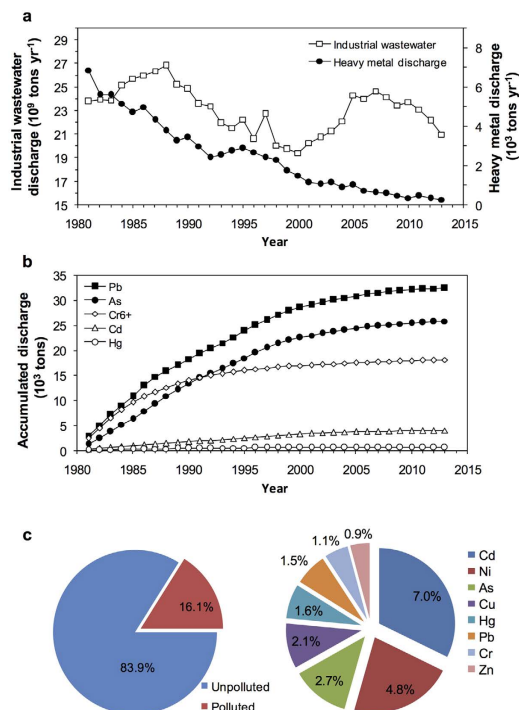 a
29
27
25
23
21
19
17
15
8
7
6
5
4
3
2
1
0
Industrial wastewater
discharge (10⁹ tons yr⁻¹)
Heavy metal discharge
(10³ tons yr⁻¹)
Industrial wastewater
Heavy metal discharge
1980 1985 1990 1995 2000 2005 2010 2015
Year
b
35
30
25
20
15
10
5
0
Accumulated discharge
(10³ tons)
Pb
As
Cr6+
Cd
Hg
1980 1985 1990 1995 2000 2005 2010 2015
Year
c
16.1%
83.9%
Unpolluted
Polluted
0.9%
1.1%
1.5%
1.6%
2.1%
2.7%
4.8%
7.0%
Cd
Ni
As
Cu
Hg
Pb
Cr
Zn